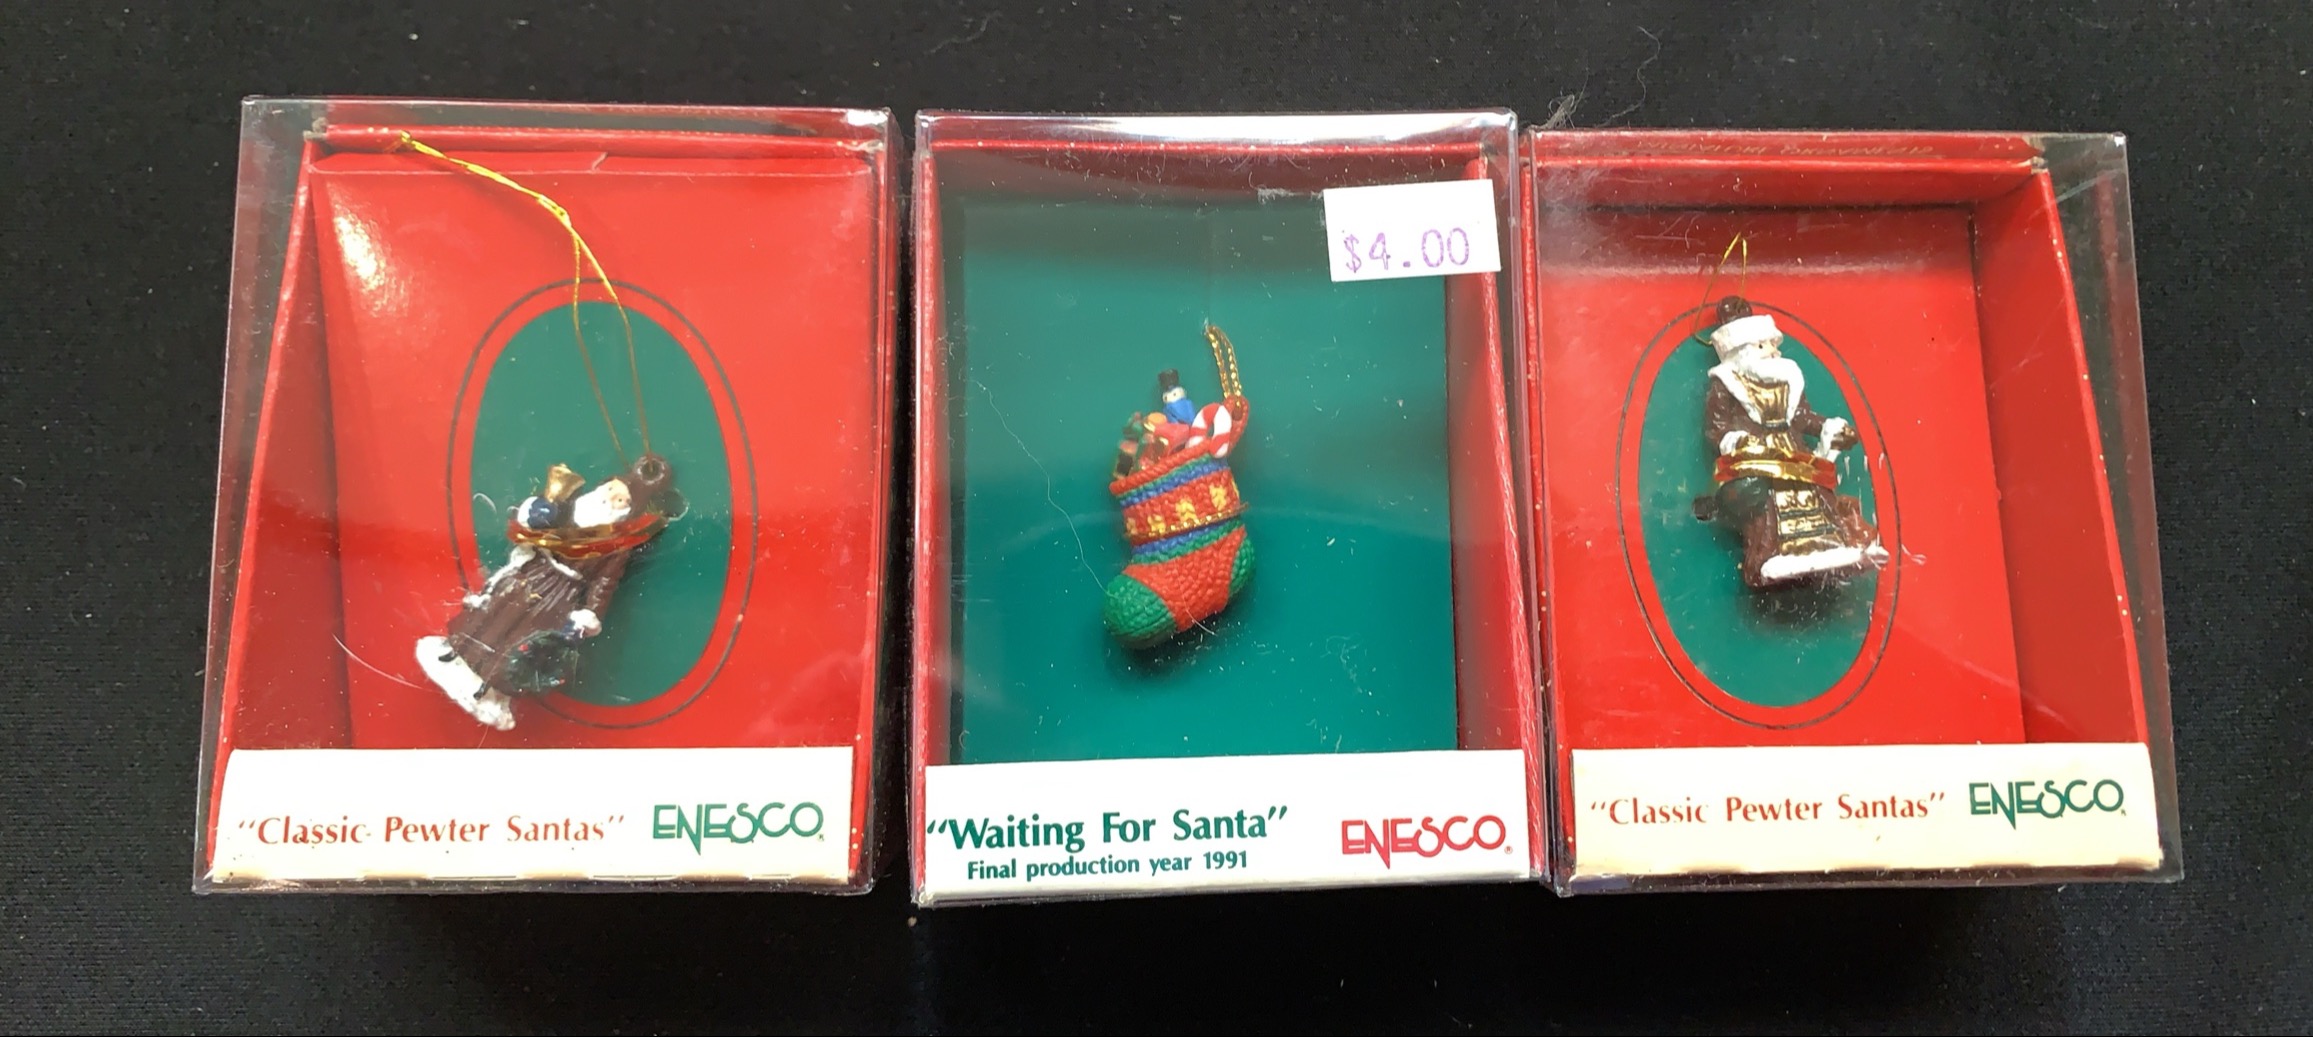 "Classic Pewter Santas" ENESCO®
$4.00
"Waiting For Santa" ENESCO®
Final production year 1991
"Classic Pewter Santas" ENESCO®